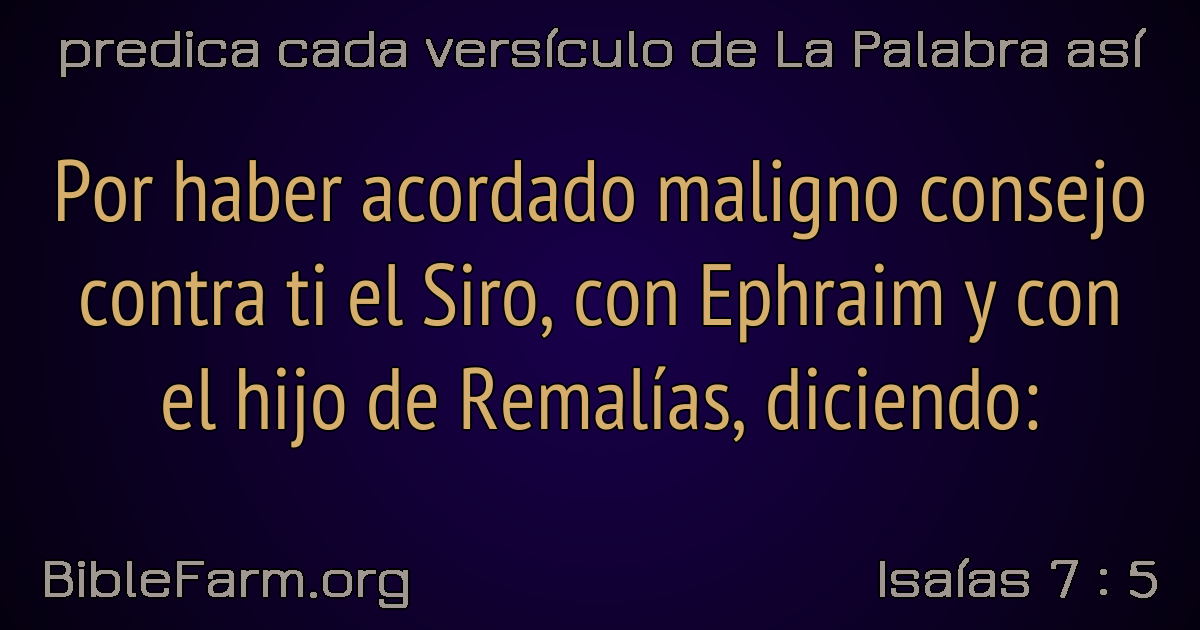 predica cada versículo de La Palabra así
Por haber acordado maligno consejo
contra ti el Siro, con Ephraim y con
el hijo de Remalías, diciendo:
BibleFarm.org
Isaías 7 : 5